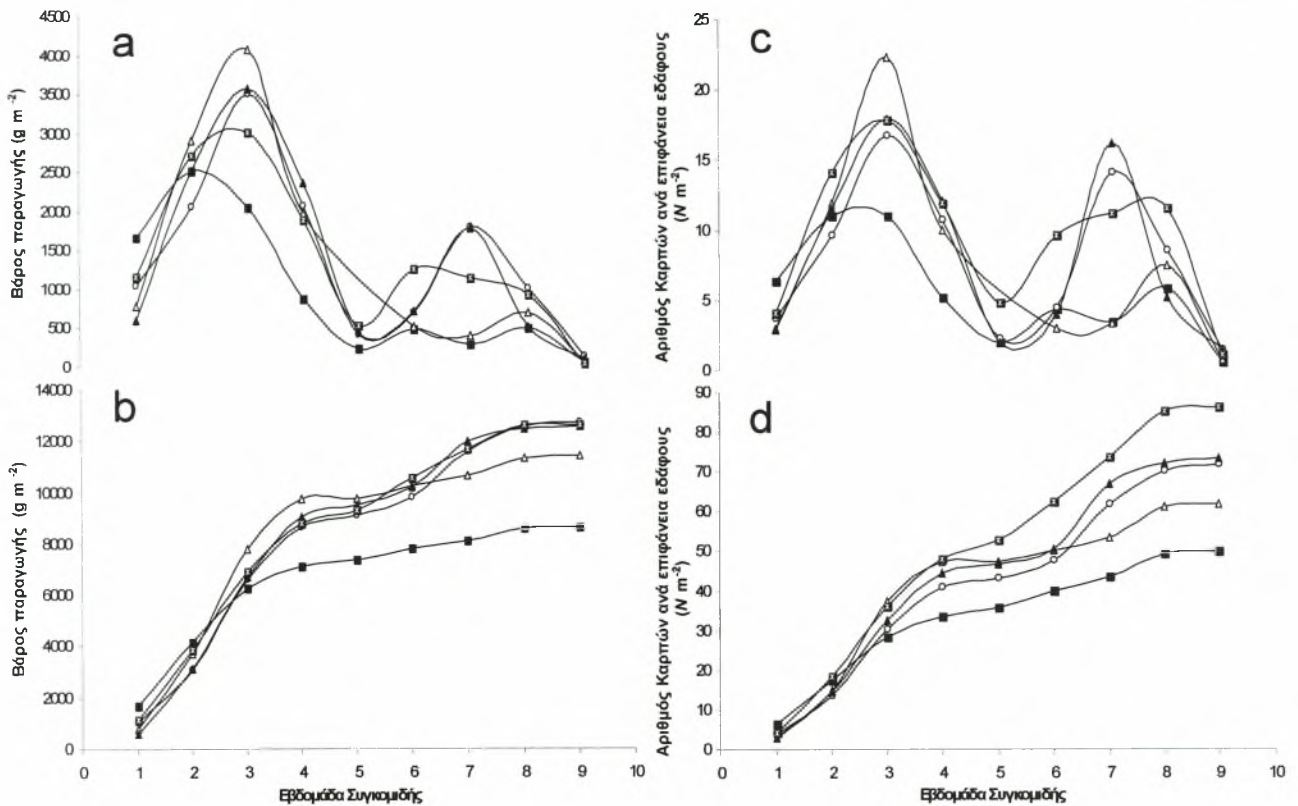 a
Βάρος παραγωγής (g m⁻²)
4500
4000
3500
3000
2500
2000
1500
1000
500
0
c
Αριθμός Καρπών ανά επιφάνεια εδάφους
(N m⁻²)
25
20
15
10
5
0
b
Βάρος παραγωγής (g m⁻²)
14000
12000
10000
8000
6000
4000
2000
0
0 1 2 3 4 5 6 7 8 9 10
Εβδομάδα Συγκομιδής
d
Αριθμός Καρπών ανά επιφάνεια εδάφους
(N m⁻²)
90
80
70
60
50
40
30
20
10
0
0 1 2 3 4 5 6 7 8 9 10
Εβδομάδα Συγκομιδής